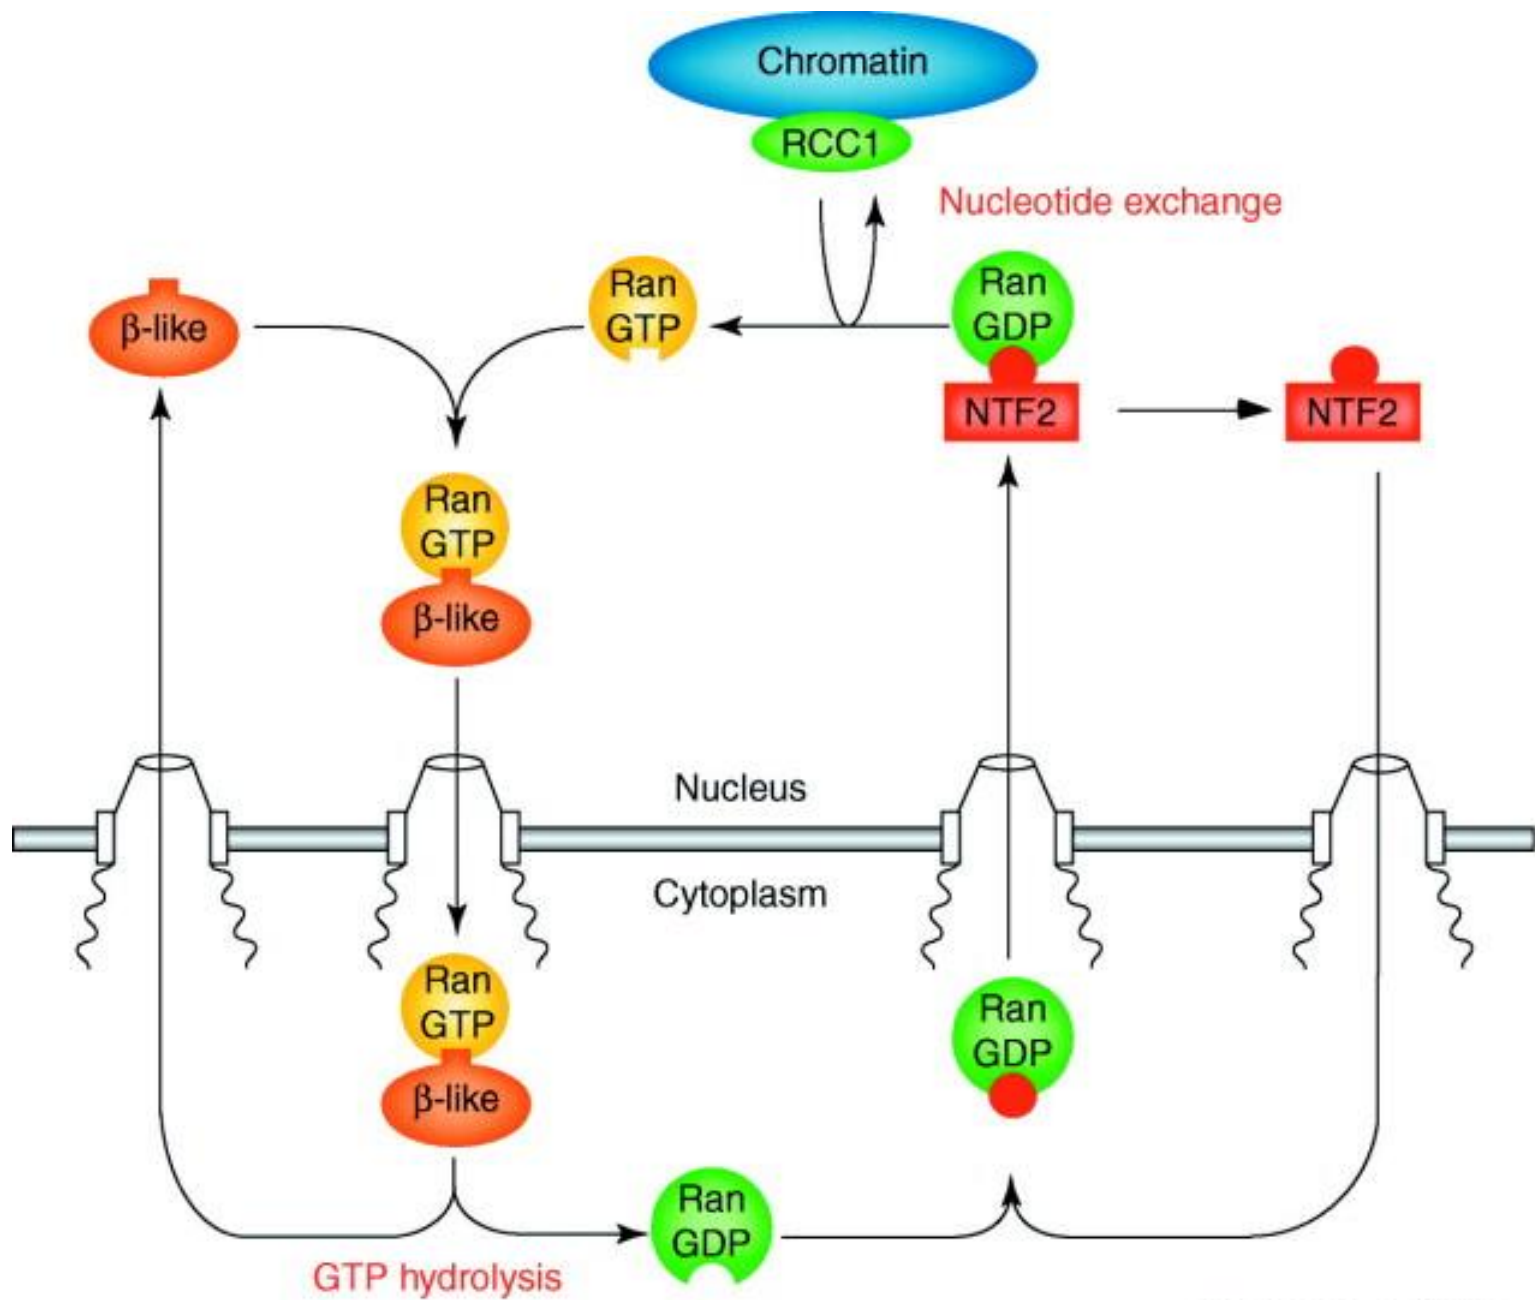 Chromatin
RCC1
Nucleotide exchange
β-like
Ran
GTP
Ran
GDP
NTF2
NTF2
Ran
GTP
β-like
Nucleus
Cytoplasm
Ran
GTP
β-like
Ran
GDP
Ran
GDP
GTP hydrolysis